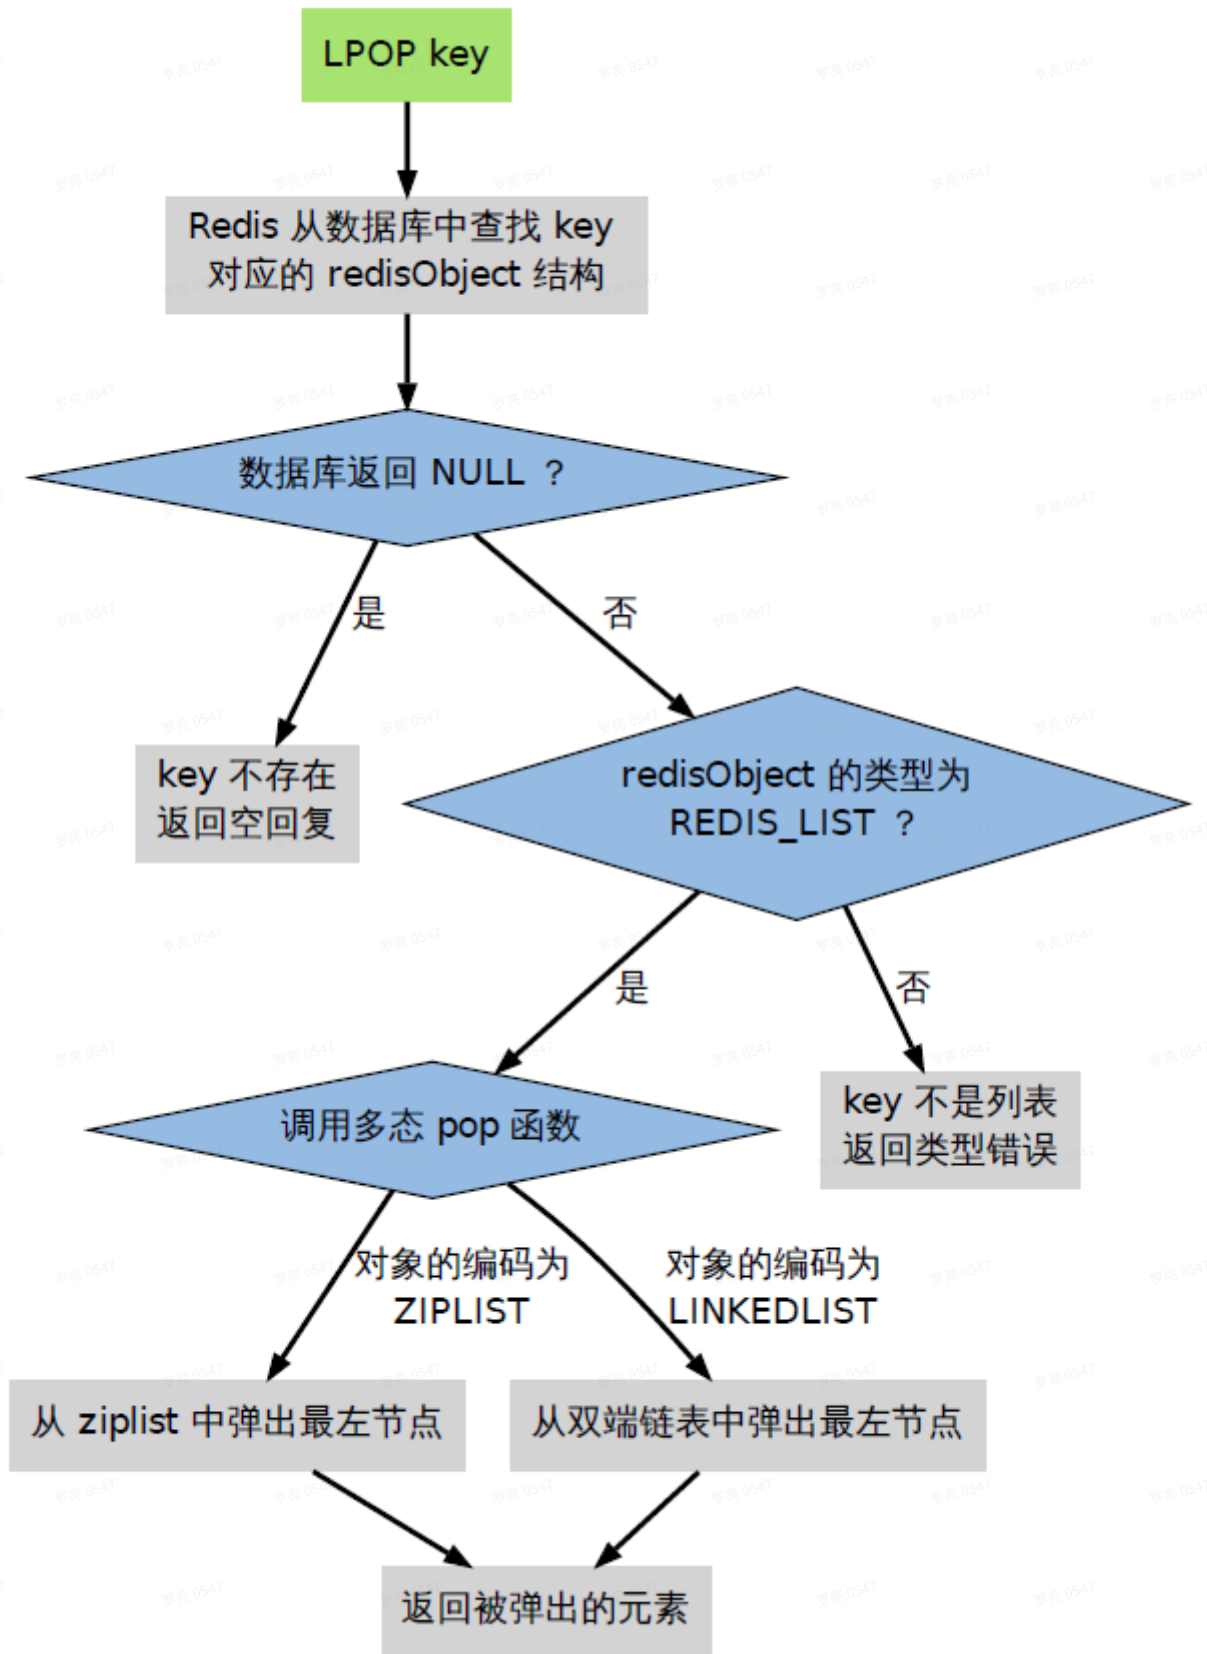 LPOP key
Redis 从数据库中查找 key
对应的 redisObject 结构
数据库返回 NULL ？
是
否
key 不存在
返回空回复
redisObject 的类型为
REDIS_LIST ？
是
否
key 不是列表
返回类型错误
调用多态 pop 函数
对象的编码为
ZIPLIST
对象的编码为
LINKEDLIST
从 ziplist 中弹出最左节点
从双端链表中弹出最左节点
返回被弹出的元素
罗亮 0547